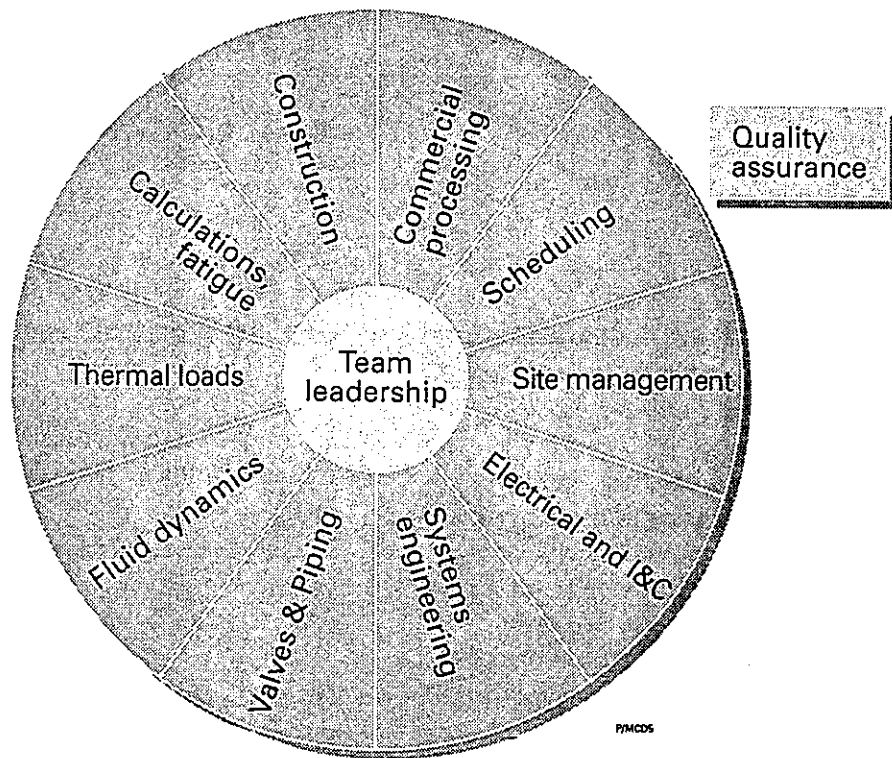 Construction
Commercial
processing
Quality
assurance
Calculations,
fatigue
Scheduling
Thermal loads
Team
leadership
Site management
Fluid dynamics
Electrical and I&C
Valves & Piping
Systems
engineering
P/MCDS